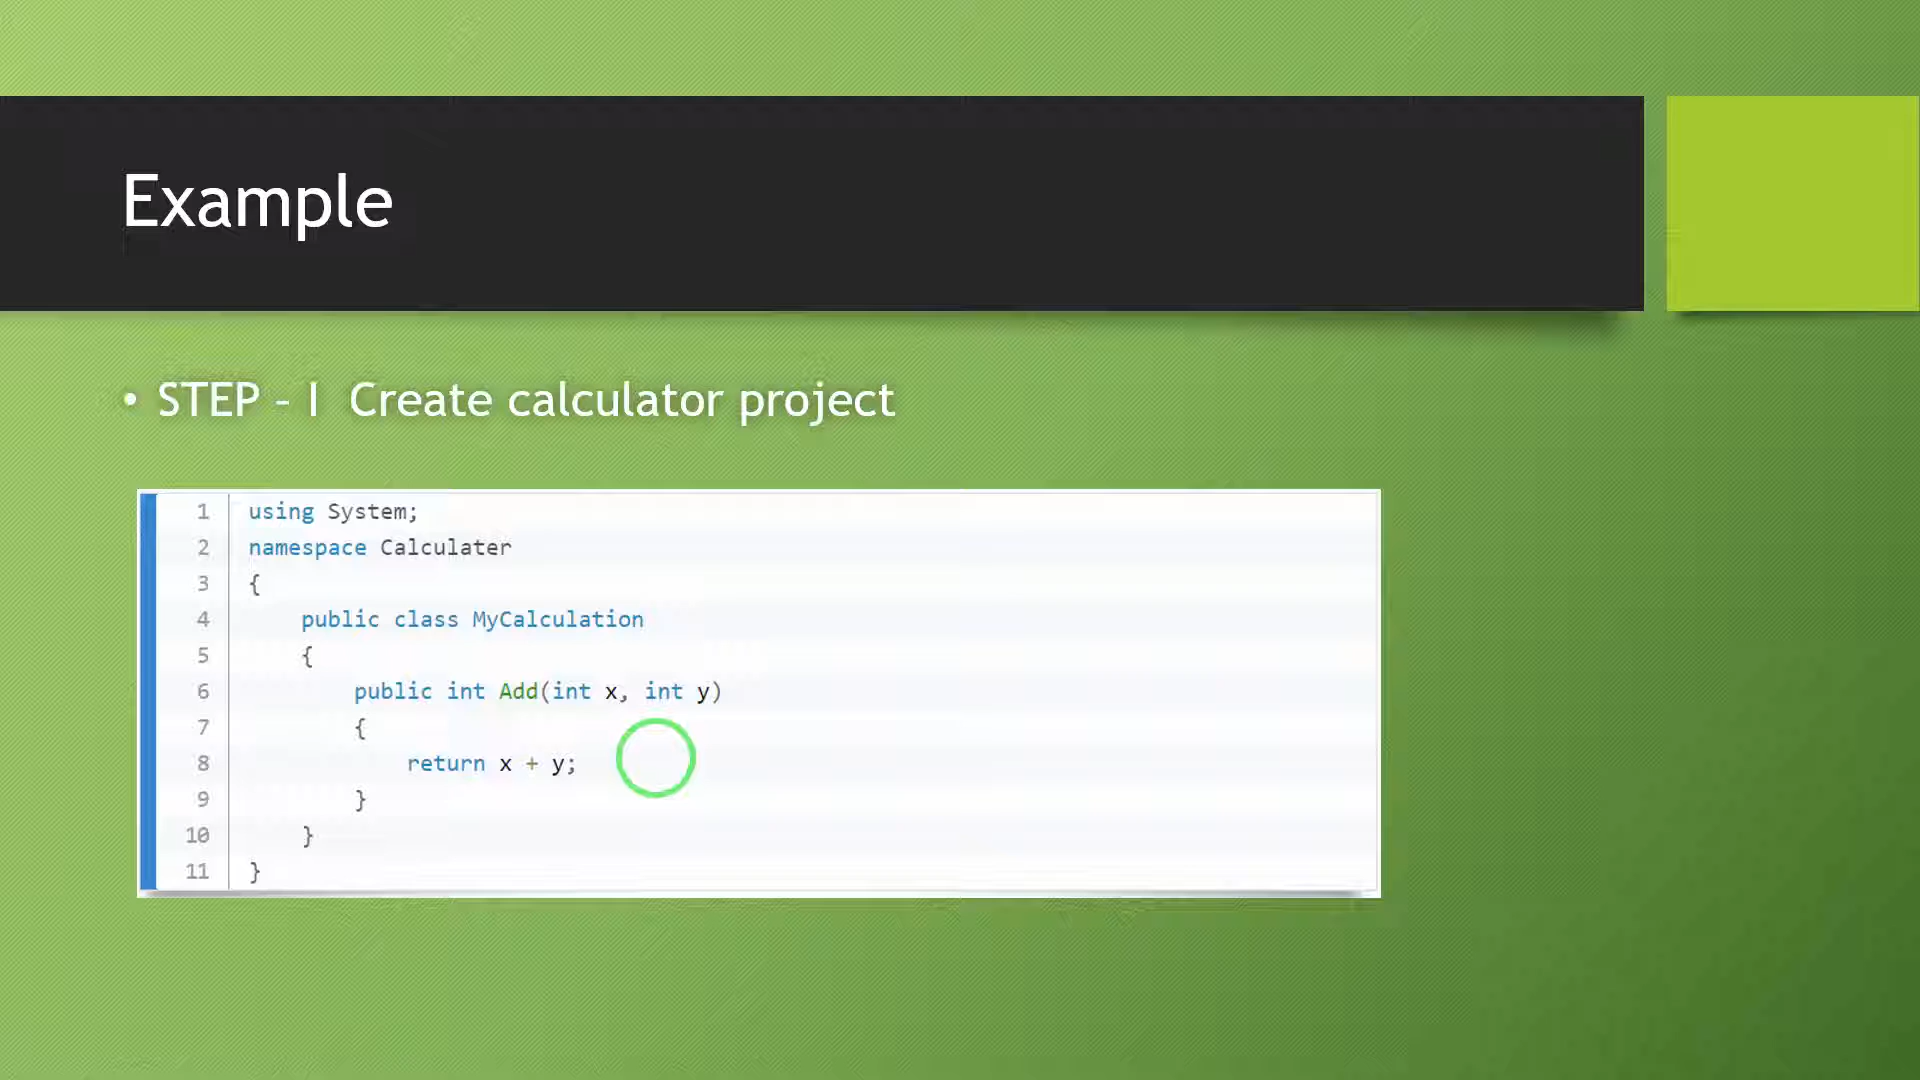 Example
• STEP – I  Create calculator project
1 using System;
2 namespace Calculater
3 {
4     public class MyCalculation
5     {
6         public int Add(int x, int y)
7         {
8             return x + y;
9         }
10     }
11 }